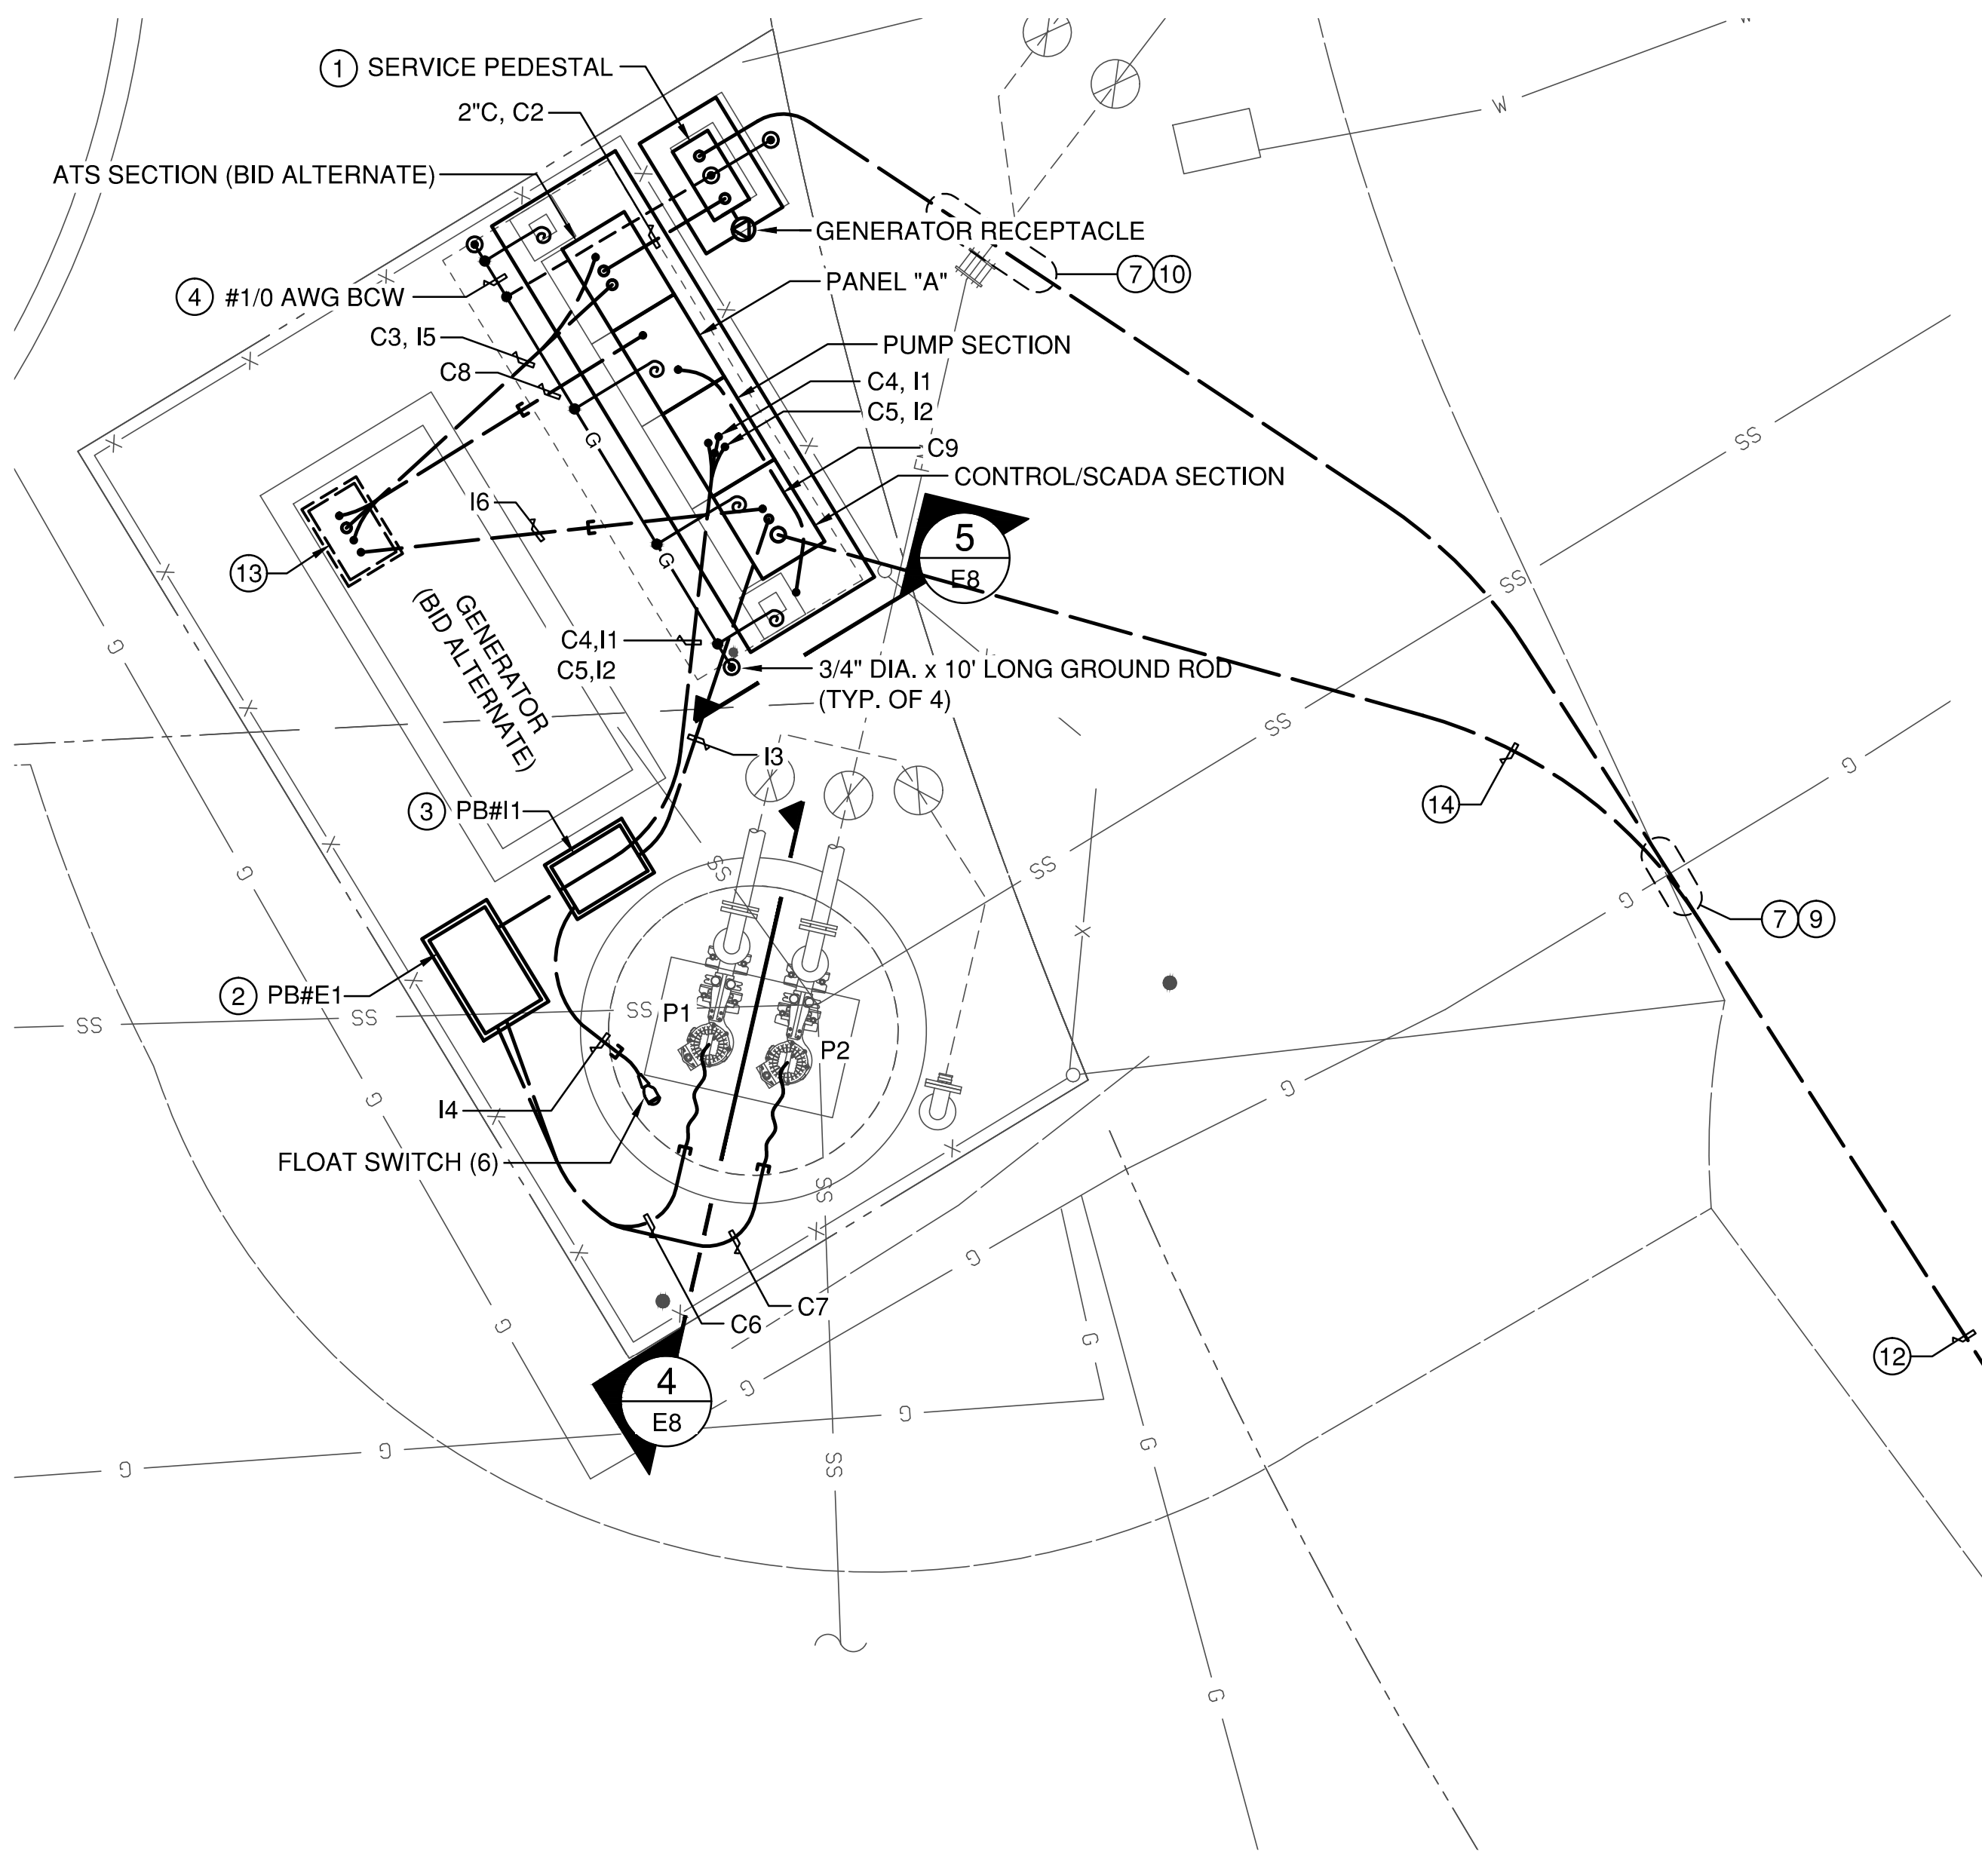 W
1 SERVICE PEDESTAL
2"C, C2
W
ATS SECTION (BID ALTERNATE)
X
X
GENERATOR RECEPTACLE
7 10
X
PANEL "A"
4 #1/0 AWG BCW
X
C3, I5
PUMP SECTION
X
C8
C4, I1
C5, I2
G
X
X
C9
SS
CONTROL/SCADA SECTION
I6
5
E8
G
13
X
SS
GENERATOR
(BID ALTERNATE)
C4,I1
C5,I2
G
3/4" DIA. x 10' LONG GROUND ROD
(TYP. OF 4)
X
SS
I3
G
14
3 PB#I1
X
G
SS
SS
G
7 9
X
2 PB#E1
X
SS
SS
SS
P1
P2
G
I4
X
G
X
FLOAT SWITCH (6)
SS
X
X
G
C7
C6
X
G
G
12
4
E8
G
G
G
G
G
SS
G